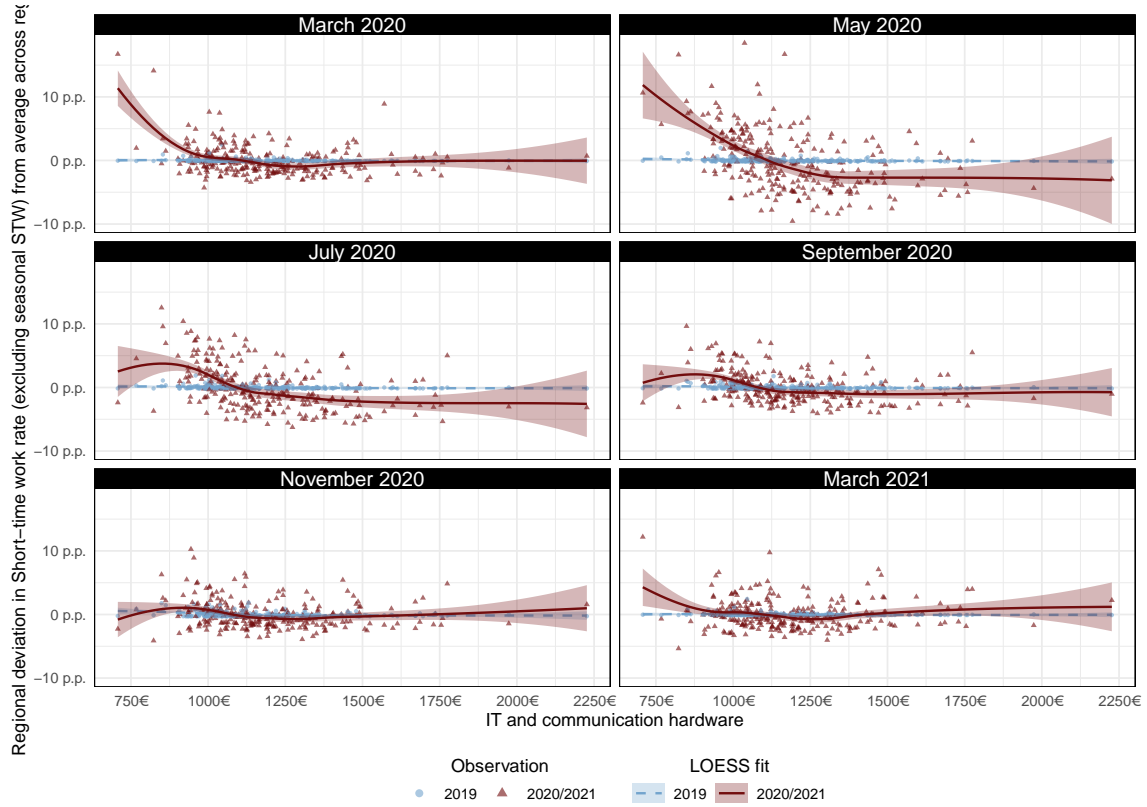 Regional deviation in Short−time work rate (excluding seasonal STW) from average across
March 2020
May 2020
10 p.p.
0 p.p.
−10 p.p.
July 2020
September 2020
10 p.p.
0 p.p.
−10 p.p.
November 2020
March 2021
10 p.p.
0 p.p.
−10 p.p.
750€ 1000€ 1250€ 1500€ 1750€ 2000€ 2250€ 750€ 1000€ 1250€ 1500€ 1750€ 2000€ 2250€
IT and communication hardware
Observation LOESS fit
2019 2020/2021 2019 2020/2021